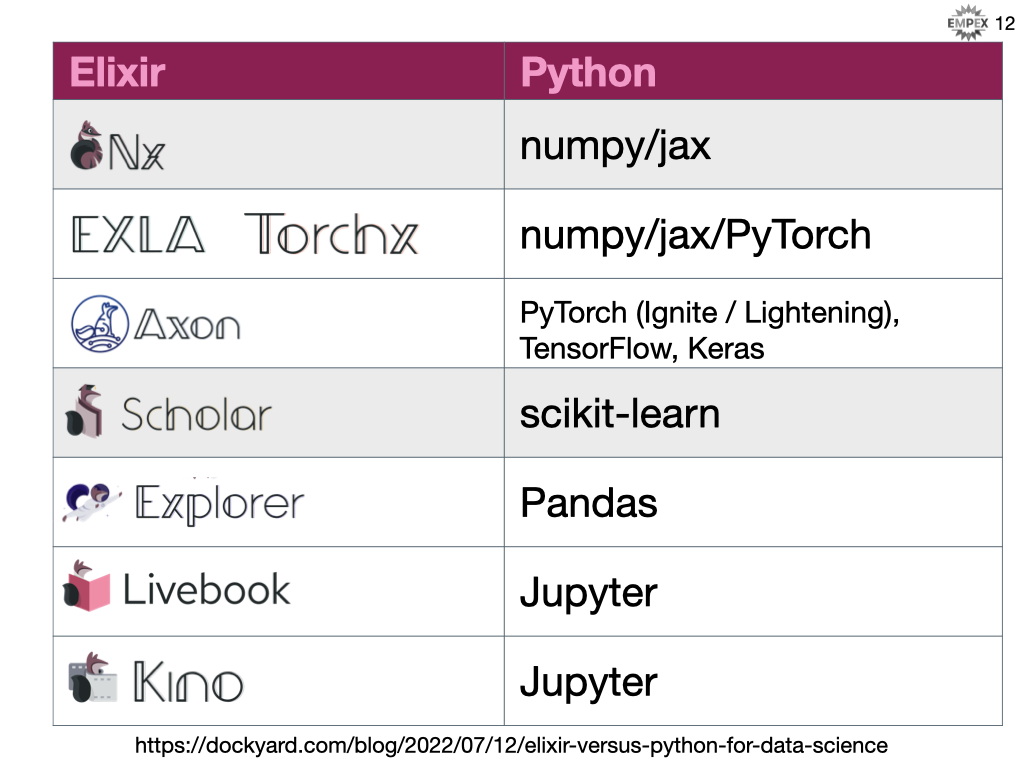 EMPEX 12
Elixir Python
Nx numpy/jax
EXLA Torchx numpy/jax/PyTorch
Axon PyTorch (Ignite / Lightening),
TensorFlow, Keras
Scholar scikit-learn
Explorer Pandas
Livebook Jupyter
Kino Jupyter
https://dockyard.com/blog/2022/07/12/elixir-versus-python-for-data-science